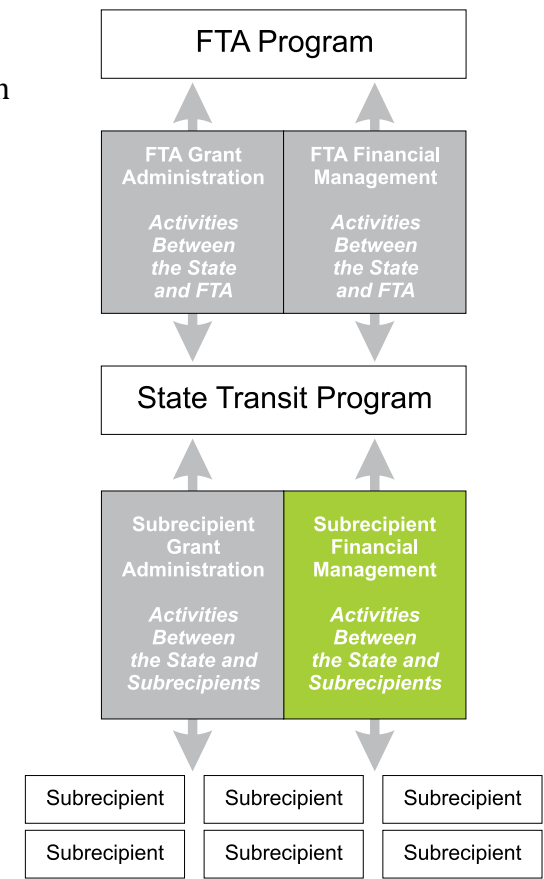 FTA Program
n
FTA Grant
Administration
Activities
Between
the State
and FTA
FTA Financial
Management
Activities
Between
the State
and FTA
State Transit Program
Subrecipient
Grant
Administration
Activities
Between
the State and
Subrecipients
Subrecipient
Financial
Management
Activities
Between
the State and
Subrecipients
Subrecipient
Subrecipient
Subrecipient
Subrecipient
Subrecipient
Subrecipient